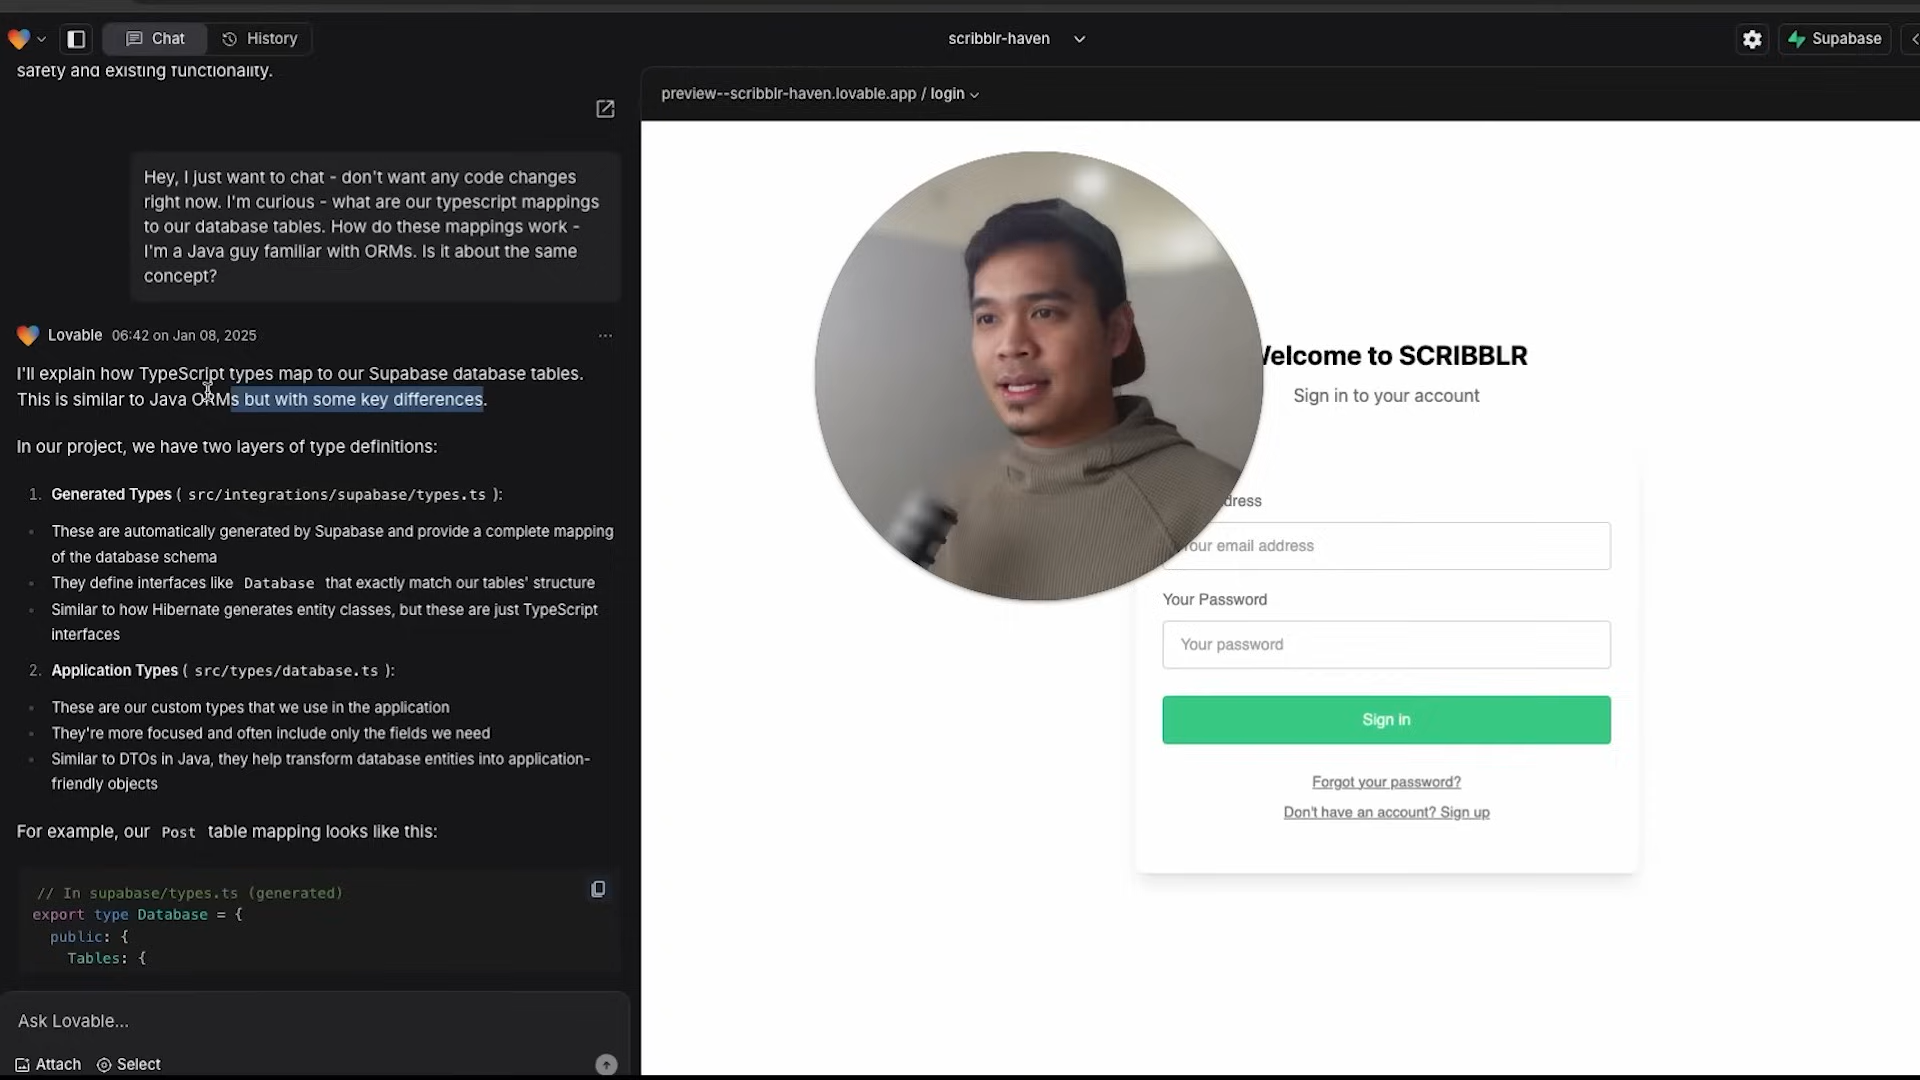 Chat
History
scribblr-haven
Supabase
safety and existing functionality.
preview--scribblr-haven.lovable.app / login
Hey, I just want to chat - don't want any code changes
right now. I'm curious - what are our typescript mappings
to our database tables. How do these mappings work -
I'm a Java guy familiar with ORMs. Is it about the same
concept?
Lovable 06:42 on Jan 08, 2025
I'll explain how TypeScript types map to our Supabase database tables.
This is similar to Java ORMs but with some key differences.
In our project, we have two layers of type definitions:
1. Generated Types ( src/integrations/supabase/types.ts ):
These are automatically generated by Supabase and provide a complete mapping
of the database schema
They define interfaces like Database that exactly match our tables' structure
Similar to how Hibernate generates entity classes, but these are just TypeScript
interfaces
2. Application Types ( src/types/database.ts ):
These are our custom types that we use in the application
They're more focused and often include only the fields we need
Similar to DTOs in Java, they help transform database entities into application-
friendly objects
For example, our Post table mapping looks like this:
// In supabase/types.ts (generated)
export type Database = {
public: {
Tables: {
Ask Lovable...
Attach
Select
Welcome to SCRIBBLR
Sign in to your account
dress
Your email address
Your Password
Your password
Sign in
Forgot your password?
Don't have an account? Sign up